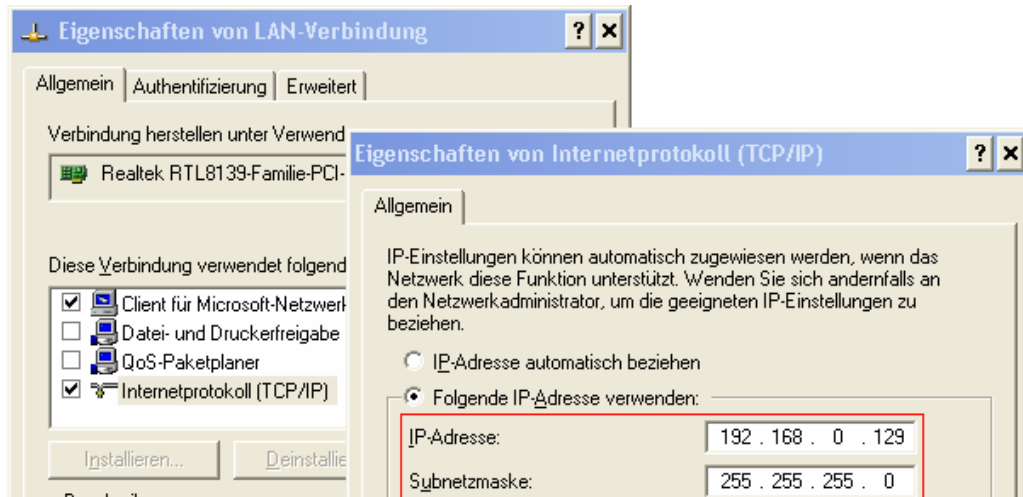 Eigenschaften von LAN-Verbindung
Allgemein Authentifizierung Erweitert
Verbindung herstellen unter Verwend
Realtek RTL8139-Familie-PCI-
Diese Verbindung verwendet folgend
Client für Microsoft-Netzwerk
Datei- und Druckerfreigabe
QoS-Paketplaner
Internetprotokoll (TCP/IP)
Installieren... Deinstallie
Eigenschaften von Internetprotokoll (TCP/IP)
Allgemein
IP-Einstellungen können automatisch zugewiesen werden, wenn das
Netzwerk diese Funktion unterstützt. Wenden Sie sich andernfalls an
den Netzwerkadministrator, um die geeigneten IP-Einstellungen zu
beziehen.
IP-Adresse automatisch beziehen
Folgende IP-Adresse verwenden:
IP-Adresse: 192 . 168 . 0 . 129
Subnetzmaske: 255 . 255 . 255 . 0